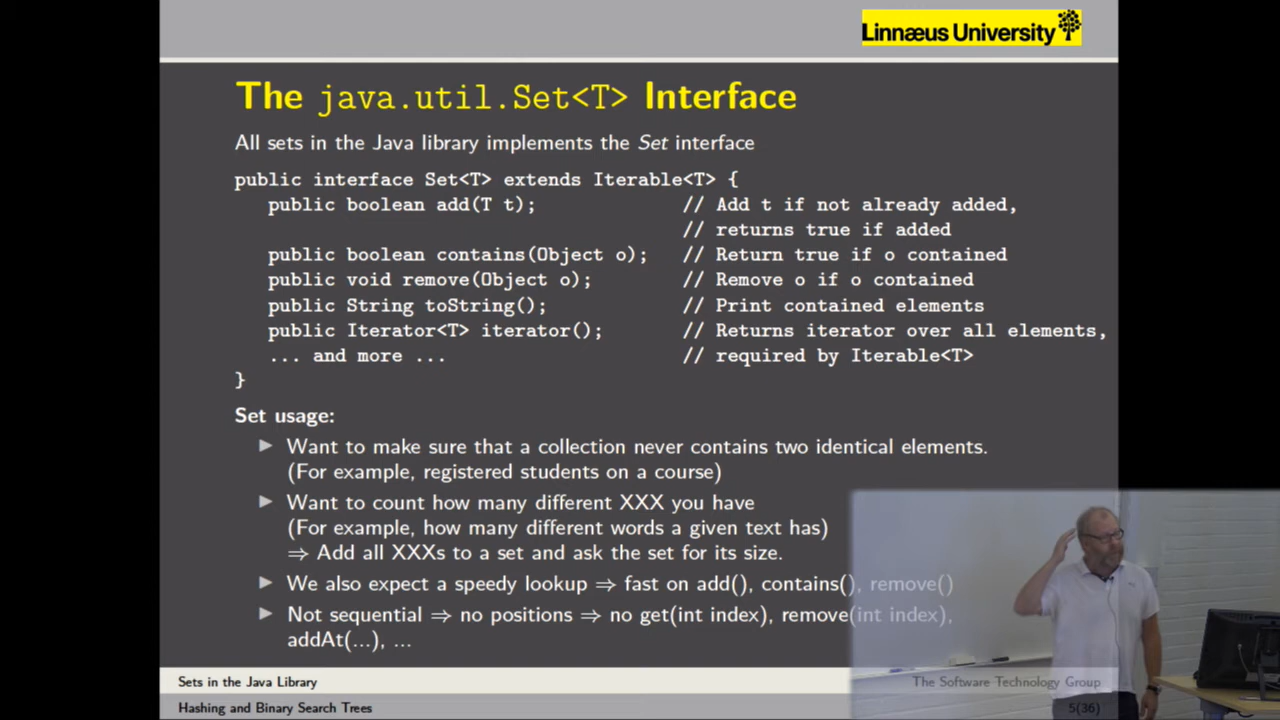 Linnæus University
The java.util.Set<T> Interface
All sets in the Java library implements the Set interface
public interface Set<T> extends Iterable<T> {
public boolean add(T t); // Add t if not already added,
// returns true if added
public boolean contains(Object o); // Return true if o contained
public void remove(Object o); // Remove o if o contained
public String toString(); // Print contained elements
public Iterator<T> iterator(); // Returns iterator over all elements,
... and more ... // required by Iterable<T>
}
Set usage:
▶ Want to make sure that a collection never contains two identical elements.
(For example, registered students on a course)
▶ Want to count how many different XXX you have
(For example, how many different words a given text has)
⇒ Add all XXXs to a set and ask the set for its size.
▶ We also expect a speedy lookup ⇒ fast on add(), contains(), remove()
▶ Not sequential ⇒ no positions ⇒ no get(int index), remove(int index),
addAt(...), ...
Sets in the Java Library The Software Technology Group
Hashing and Binary Search Trees 5(36)